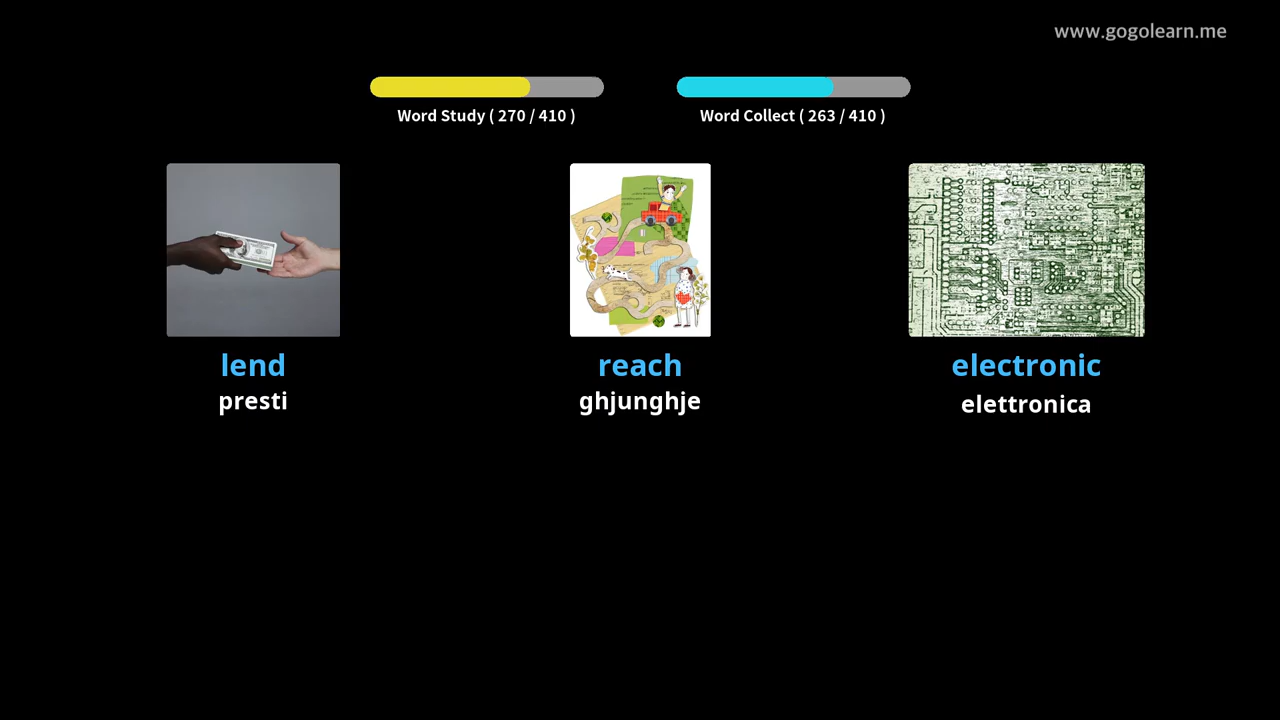 www.gogolearn.me
Word Study ( 270 / 410 )
Word Collect ( 263 / 410 )
lend
reach
electronic
presti
ghjunghje
elettronica